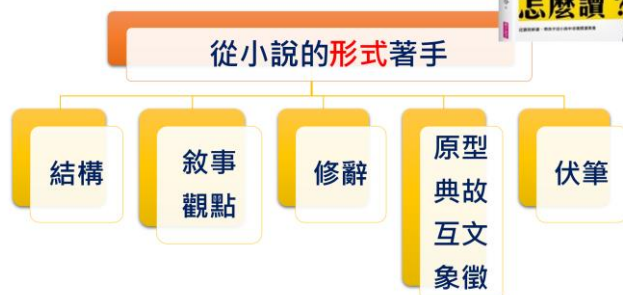 怎麼讀？
從小說的形式著手
結構
敘事
觀點
修辭
原型
典故
互文
象徵
伏筆